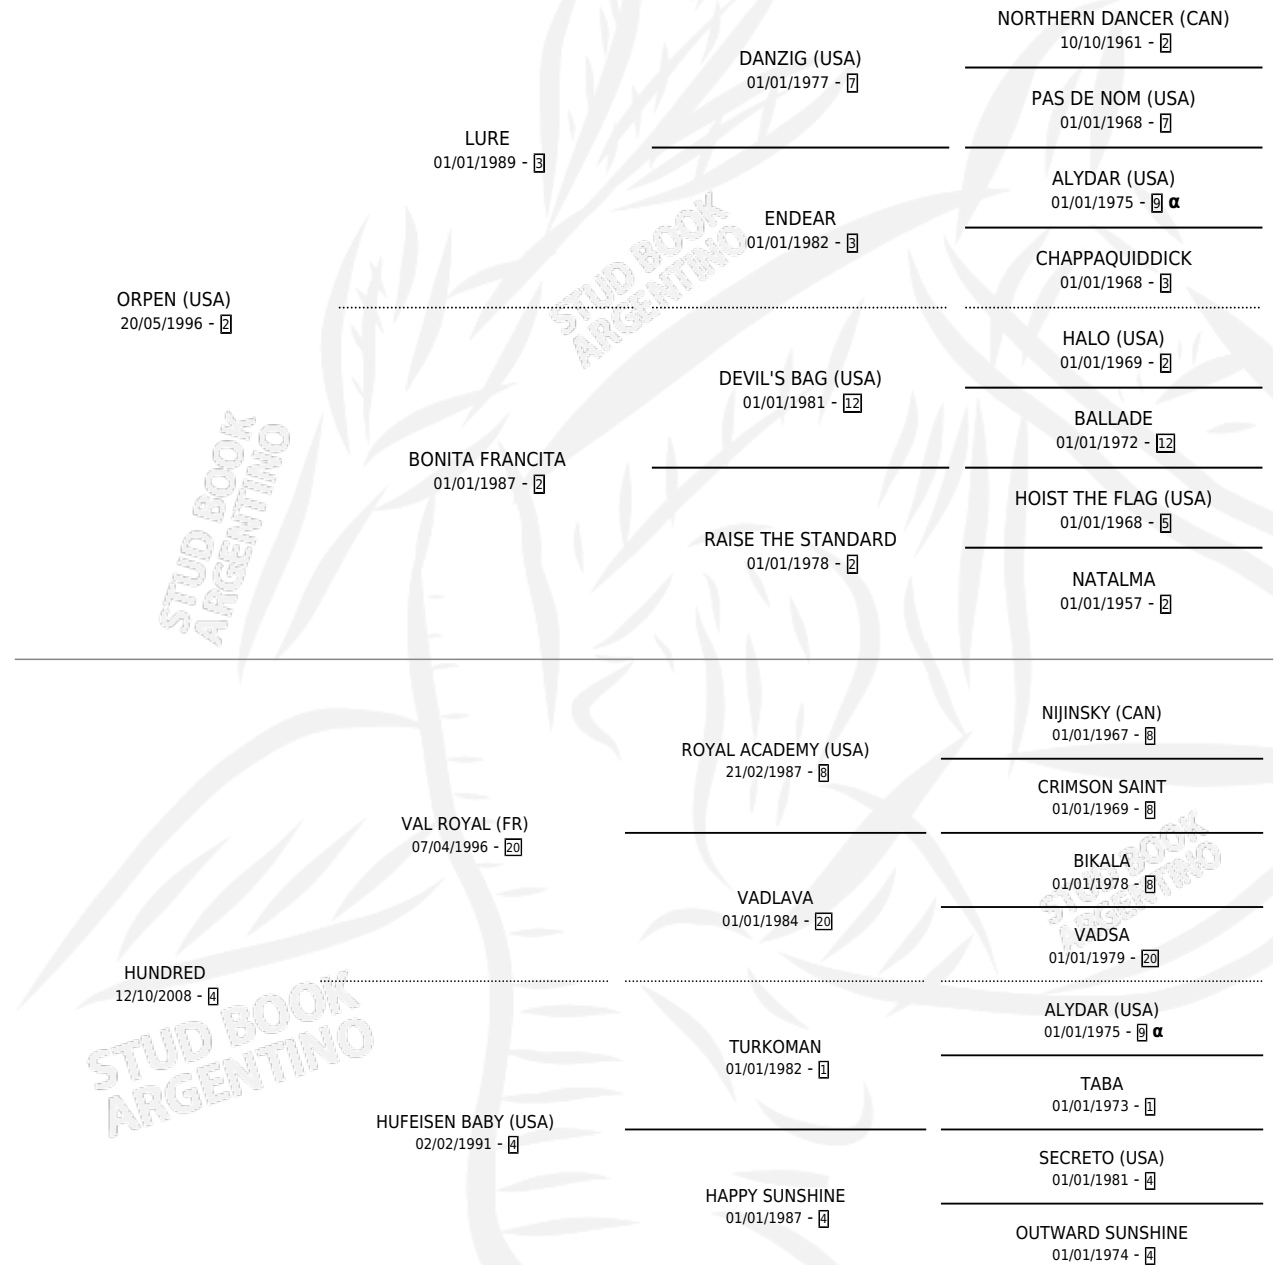 NORTHERN DANCER (CAN)
10/10/1961 - 2
DANZIG (USA)
01/01/1977 - 7
PAS DE NOM (USA)
01/01/1968 - 7
LURE
01/01/1989 - 3
ALYDAR (USA)
01/01/1975 - 9 α
ENDEAR
01/01/1982 - 3
CHAPPAQUIDDICK
01/01/1968 - 3
ORPEN (USA)
20/05/1996 - 2
HALO (USA)
01/01/1969 - 2
DEVIL'S BAG (USA)
01/01/1981 - 12
BALLADE
01/01/1972 - 12
BONITA FRANCITA
01/01/1987 - 2
HOIST THE FLAG (USA)
01/01/1968 - 5
RAISE THE STANDARD
01/01/1978 - 2
NATALMA
01/01/1957 - 2
NIJINSKY (CAN)
01/01/1967 - 8
ROYAL ACADEMY (USA)
21/02/1987 - 8
CRIMSON SAINT
01/01/1969 - 8
VAL ROYAL (FR)
07/04/1996 - 20
BIKALA
01/01/1978 - 8
VADLAVA
01/01/1984 - 20
VADSA
01/01/1979 - 20
HUNDRED
12/10/2008 - 4
ALYDAR (USA)
01/01/1975 - 9 α
TURKOMAN
01/01/1982 - 1
TABA
01/01/1973 - 1
HUFEISEN BABY (USA)
02/02/1991 - 4
SECRETO (USA)
01/01/1981 - 4
HAPPY SUNSHINE
01/01/1987 - 4
OUTWARD SUNSHINE
01/01/1974 - 4
STUD BOOK
ARGENTINO
STUD BOOK
ARGENTINO
STUD BOOK
ARGENTINO
STUD BOOK
ARGENTINO